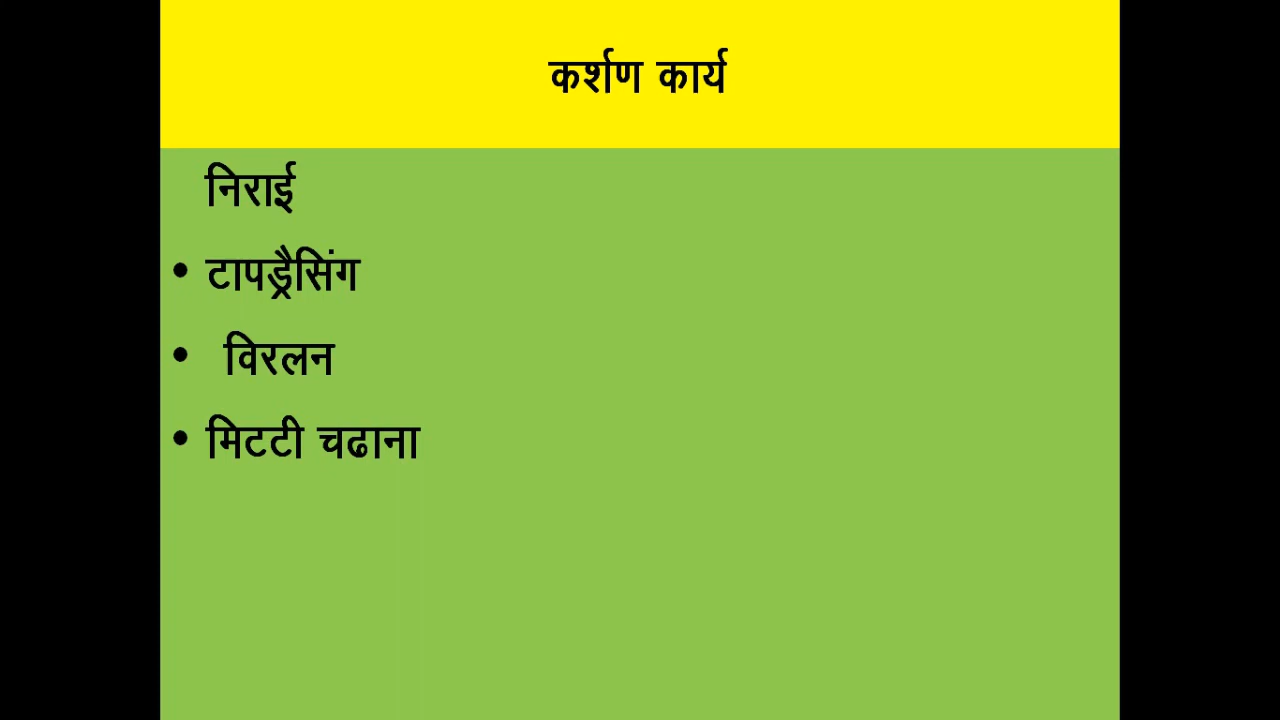 कर्शण कार्य
निराई
• टापड्रैसिंग
• विरलन
• मिटटी चढाना